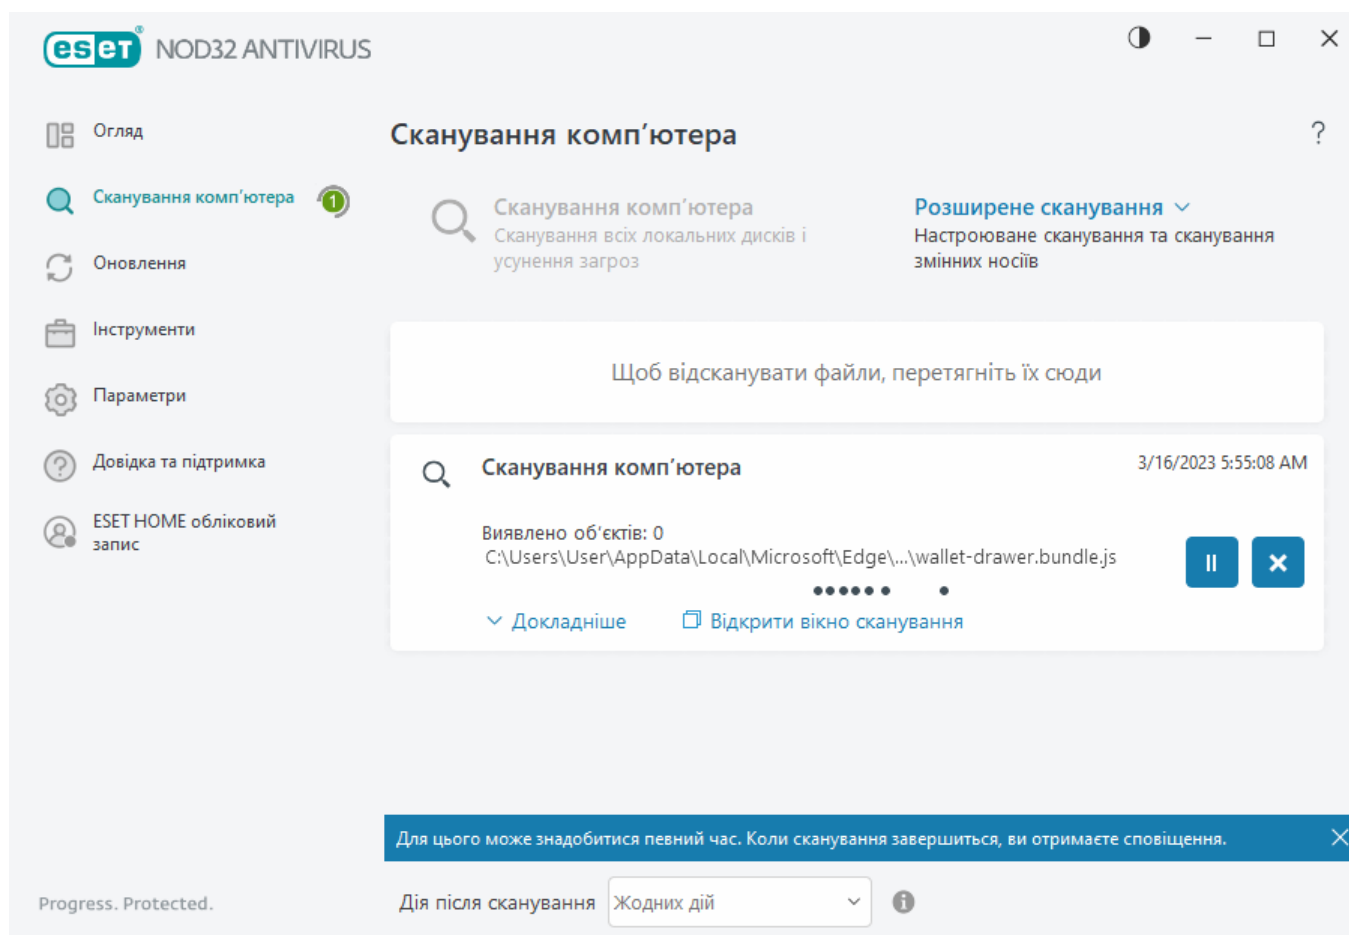 eset® NOD32 ANTIVIRUS
Огляд
Сканування комп’ютера
1
Оновлення
Інструменти
Параметри
Довідка та підтримка
ESET HOME обліковий
запис
Progress. Protected.
Сканування комп’ютера
?
Сканування комп’ютера
Сканування всіх локальних дисків і
усунення загроз
Розширене сканування
Настроюване сканування та сканування
змінних носіїв
Щоб відсканувати файли, перетягніть їх сюди
Сканування комп’ютера
3/16/2023 5:55:08 AM
Виявлено об’єктів: 0
C:\Users\User\AppData\Local\Microsoft\Edge\...\wallet-drawer.bundle.js
Докладніше
Відкрити вікно сканування
Для цього може знадобитися певний час. Коли сканування завершиться, ви отримаєте сповіщення.
Дія після сканування
Жодних дій